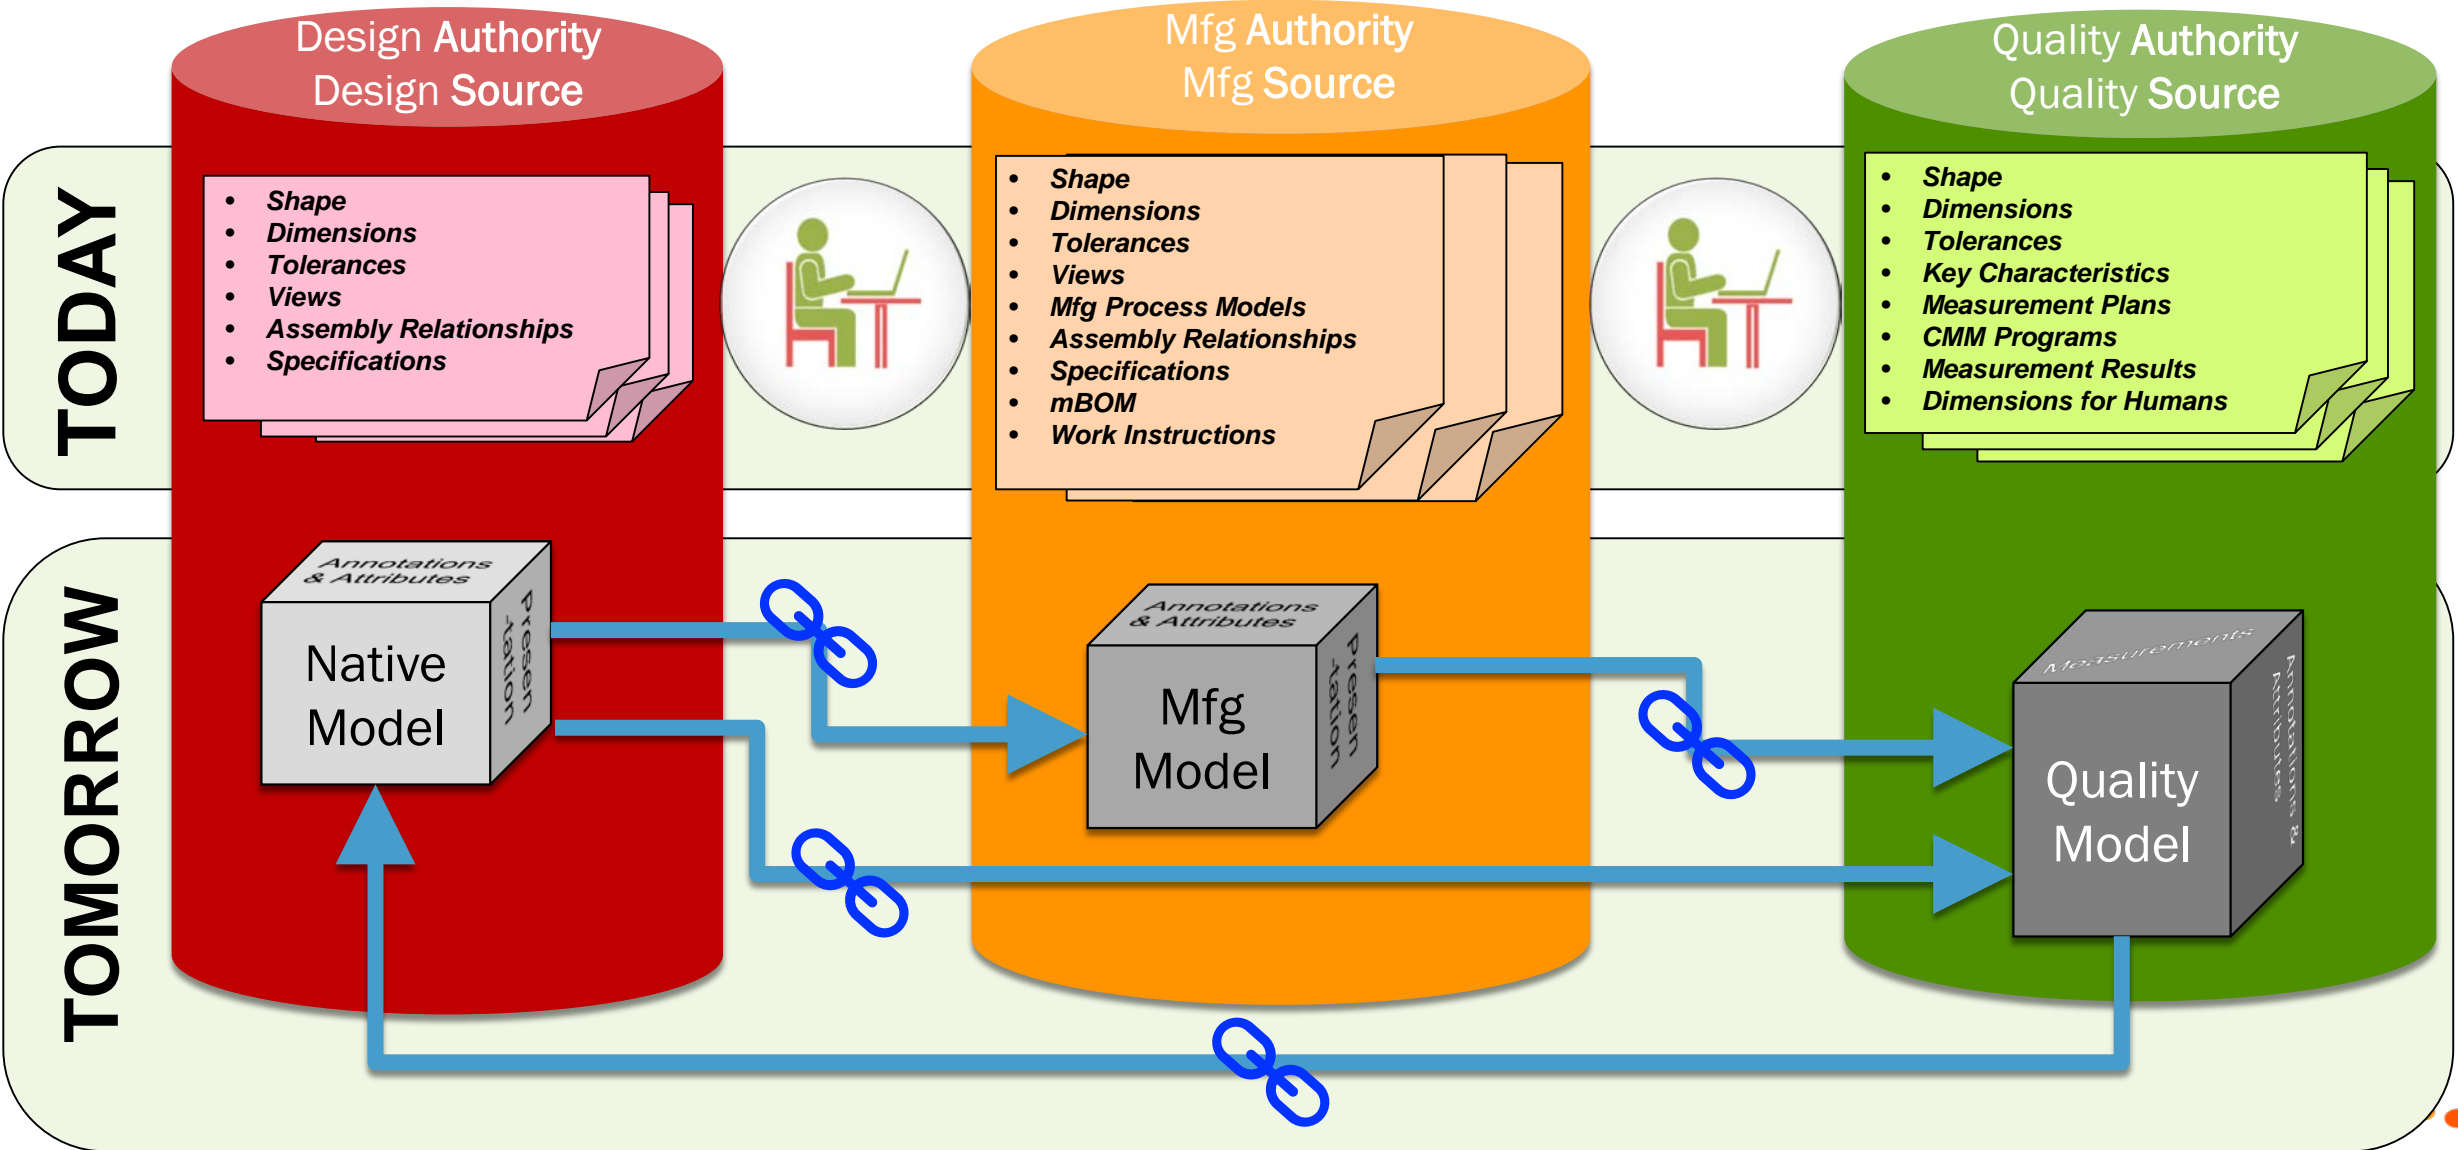 Design Authority
Design Source
Mfg Authority
Mfg Source
Quality Authority
Quality Source
TODAY
• Shape
• Dimensions
• Tolerances
• Views
• Assembly Relationships
• Specifications
• Shape
• Dimensions
• Tolerances
• Views
• Mfg Process Models
• Assembly Relationships
• Specifications
• mBOM
• Work Instructions
• Shape
• Dimensions
• Tolerances
• Key Characteristics
• Measurement Plans
• CMM Programs
• Measurement Results
• Dimensions for Humans
TOMORROW
Annotations
& Attributes
Native
Model
Presen
-tation
Annotations
& Attributes
Mfg
Model
Presen
-tation
Measurements
Quality
Model
Annotations &
Attributes